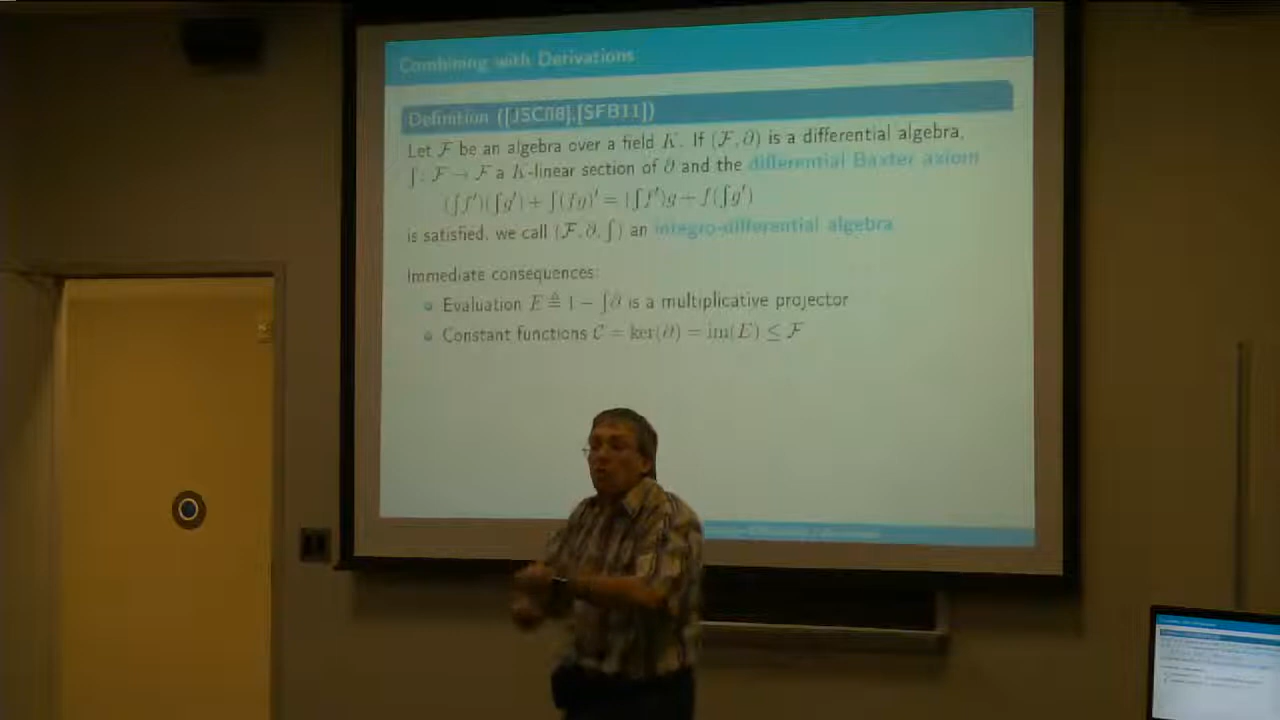 Combining with Derivations
Definition ([JSC08],[SFB11])
Let ℱ be an algebra over a field K. If (ℱ, ∂) is a differential algebra,
∫ : ℱ → ℱ a K-linear section of ∂ and the differential Baxter axiom
(∫f′)(∫g′) + ∫(fg)′ = (∫f′)g + f(∫g′)
is satisfied, we call (ℱ, ∂, ∫) an integro-differential algebra
Immediate consequences:
Evaluation E ≜ 1 − ∫∂ is a multiplicative projector
Constant functions 𝒞 = ker(∂) = im(E) ≤ ℱ